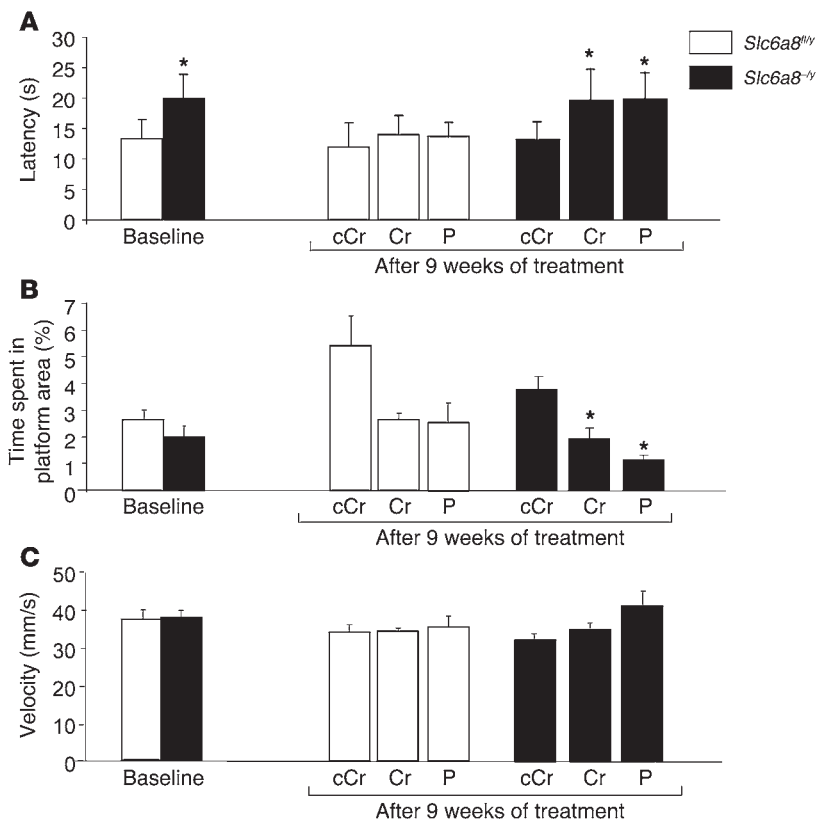 A
30
25
20
15
10
5
0
Latency (s)
*
*
*
Slc6a8fl/y
Slc6a8–/y
Baseline
cCr Cr P
cCr Cr P
After 9 weeks of treatment
B
7
6
5
4
3
2
1
0
Time spent in
platform area (%)
*
*
Baseline
cCr Cr P
cCr Cr P
After 9 weeks of treatment
C
50
40
30
20
10
0
Velocity (mm/s)
Baseline
cCr Cr P
cCr Cr P
After 9 weeks of treatment